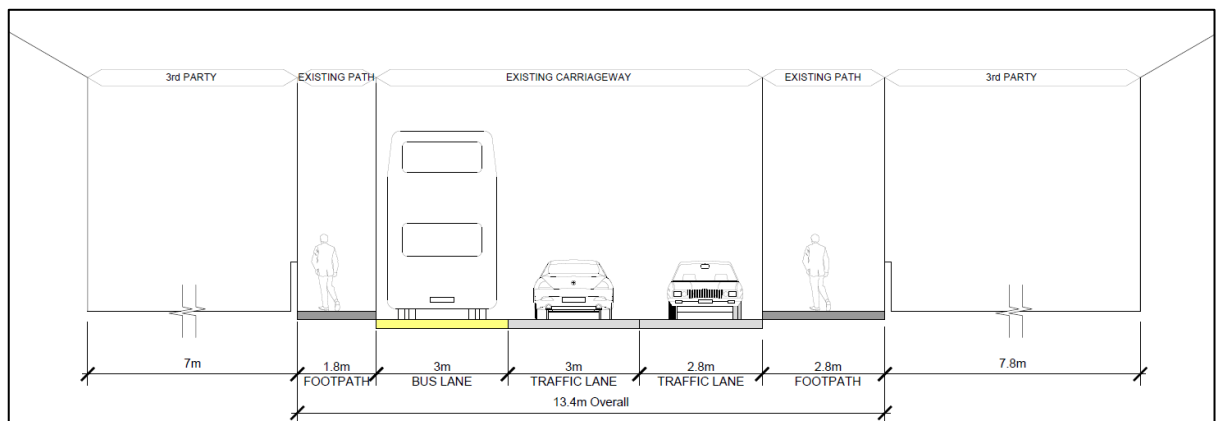 3rd PARTY
EXISTING PATH
EXISTING CARRIAGEWAY
EXISTING PATH
3rd PARTY
7m
1.8m
FOOTPATH
3m
BUS LANE
3m
TRAFFIC LANE
2.8m
TRAFFIC LANE
2.8m
FOOTPATH
7.8m
13.4m Overall